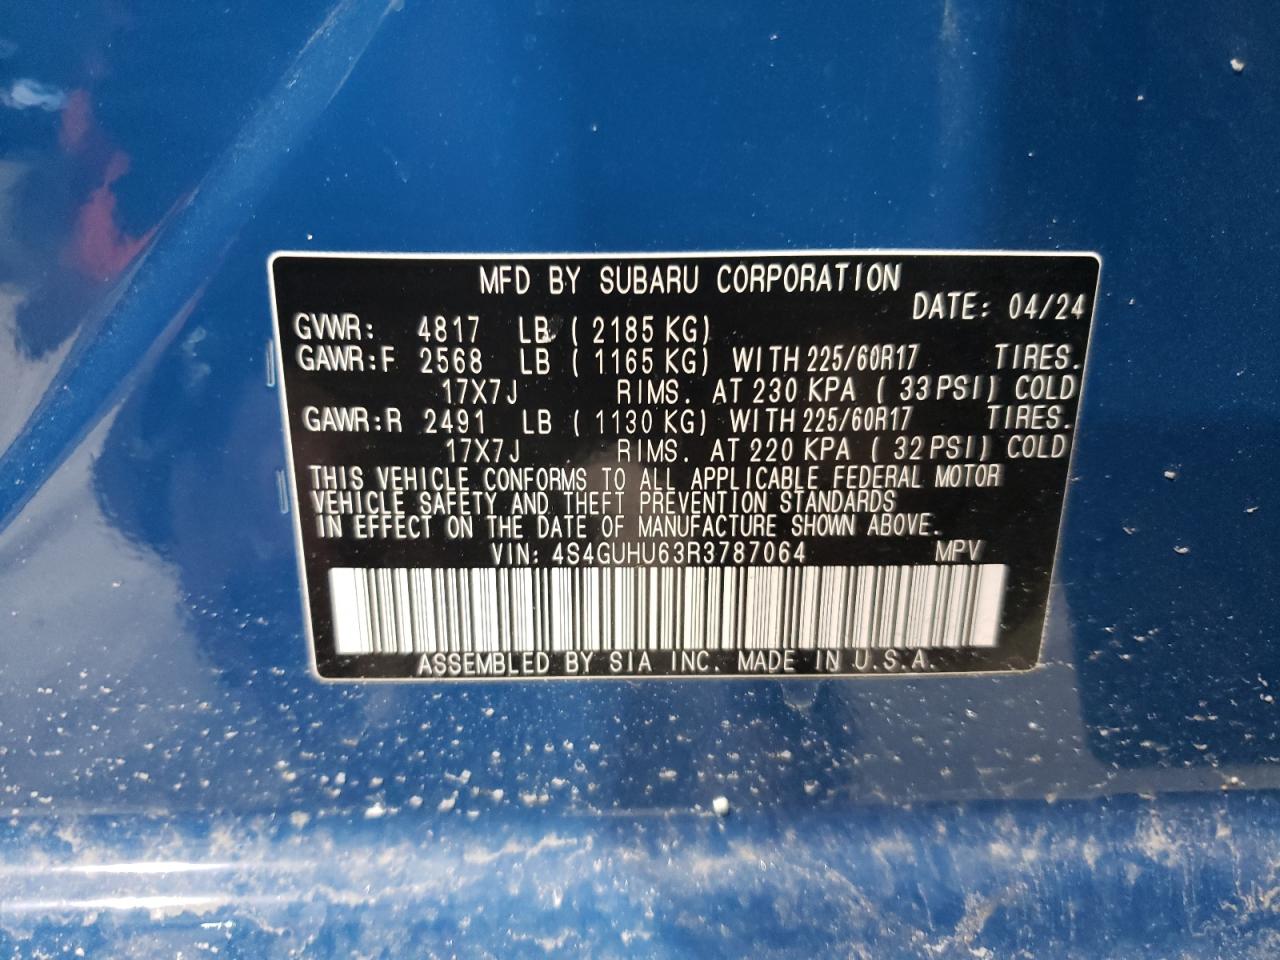 MFD BY SUBARU CORPORATION
DATE: 04/24
GVWR: 4817 LB ( 2185 KG)
GAWR:F 2568 LB ( 1165 KG) WITH 225/60R17 TIRES.
17X7J RIMS. AT 230 KPA ( 33 PSI) COLD
GAWR:R 2491 LB ( 1130 KG) WITH 225/60R17 TIRES.
17X7J RIMS. AT 220 KPA ( 32 PSI) COLD
THIS VEHICLE CONFORMS TO ALL APPLICABLE FEDERAL MOTOR
VEHICLE SAFETY AND THEFT PREVENTION STANDARDS
IN EFFECT ON THE DATE OF MANUFACTURE SHOWN ABOVE.
VIN: 4S4GUHU63R3787064 MPV
ASSEMBLED BY SIA INC. MADE IN U.S.A.